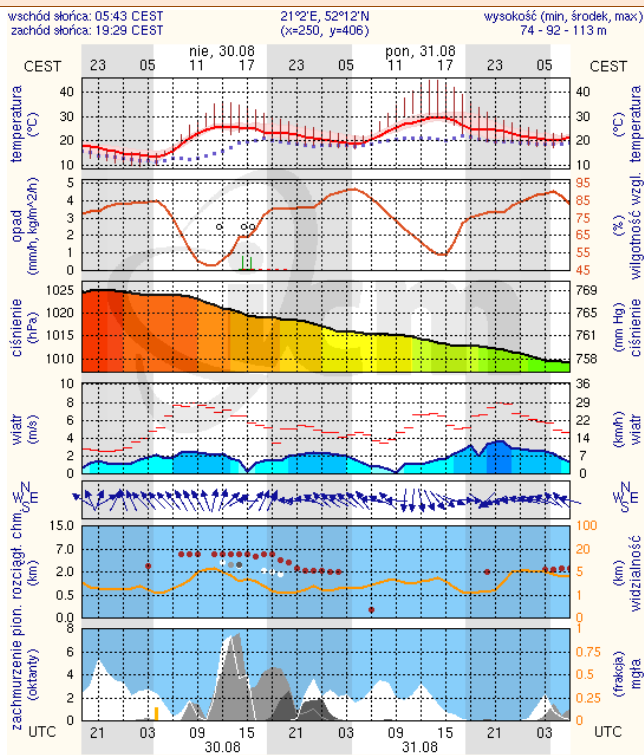 wschód słońca: 05:43 CEST
zachód słońca: 19:29 CEST
21°2'E, 52°12'N
(x=250, y=406)
wysokość (min, środek, max)
74 - 92 - 113 m
nie, 30.08 pon, 31.08
CEST 23 05 11 17 23 05 11 17 23 05 CEST
temperatura (°C)
40 30 20 10
40 30 20 10
temperatura (°C)
opad (mm/h, kg/m^2/h)
5 4 3 2 1 0
95 85 75 65 55 45
wilgotność wzgl. (%)
ciśnienie (hPa)
1025 1020 1015 1010
769 765 761 758
(mm Hg) ciśnienie
wiatr (m/s)
10 8 6 4 2 0
36 29 22 14 7 0
(km/h) wiatr
N W E S
N W E S
pion. rozciągł. chm. (km)
15.0 7.0 2.0 0.5 0.0
100 20 5 1 0
(km) widzialność
zachmurzenie (oktanty)
8 6 4 2 0
1 0.75 0.5 0.25 0
(frakcja) mgła
UTC 21 03 09 15 21 03 09 15 21 03 UTC
30.08 31.08